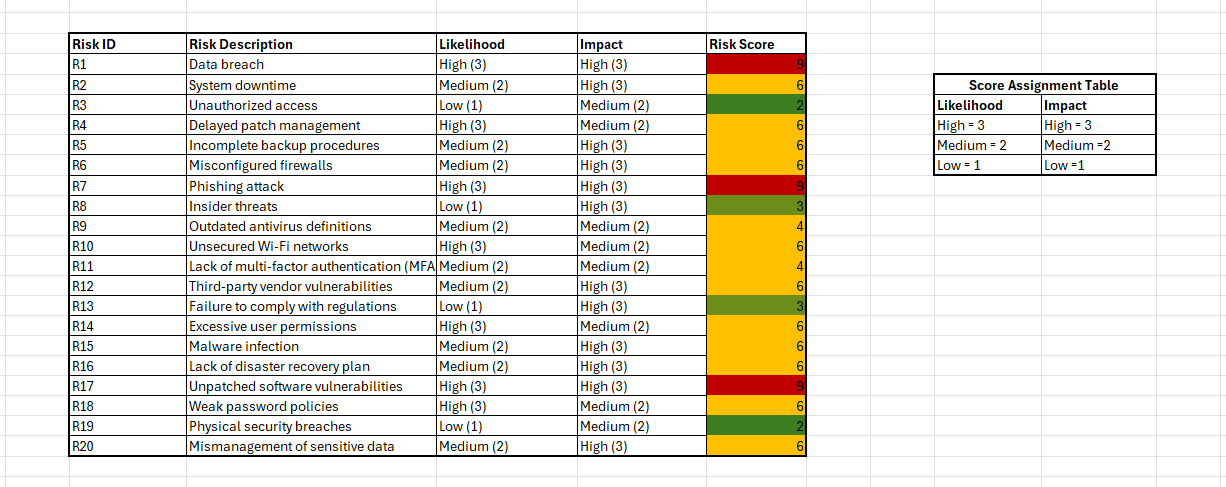 Risk ID Risk Description Likelihood Impact Risk Score
R1 Data breach High (3) High (3) 9
R2 System downtime Medium (2) High (3) 6
R3 Unauthorized access Low (1) Medium (2) 2
R4 Delayed patch management High (3) Medium (2) 6
R5 Incomplete backup procedures Medium (2) High (3) 6
R6 Misconfigured firewalls Medium (2) High (3) 6
R7 Phishing attack High (3) High (3) 9
R8 Insider threats Low (1) High (3) 3
R9 Outdated antivirus definitions Medium (2) Medium (2) 4
R10 Unsecured Wi-Fi networks High (3) Medium (2) 6
R11 Lack of multi-factor authentication (MFA Medium (2) Medium (2) 4
R12 Third-party vendor vulnerabilities Medium (2) High (3) 6
R13 Failure to comply with regulations Low (1) High (3) 3
R14 Excessive user permissions High (3) Medium (2) 6
R15 Malware infection Medium (2) High (3) 6
R16 Lack of disaster recovery plan Medium (2) High (3) 6
R17 Unpatched software vulnerabilities High (3) High (3) 9
R18 Weak password policies High (3) Medium (2) 6
R19 Physical security breaches Low (1) Medium (2) 2
R20 Mismanagement of sensitive data Medium (2) High (3) 6
Score Assignment Table
Likelihood Impact
High = 3 High = 3
Medium = 2 Medium =2
Low = 1 Low =1